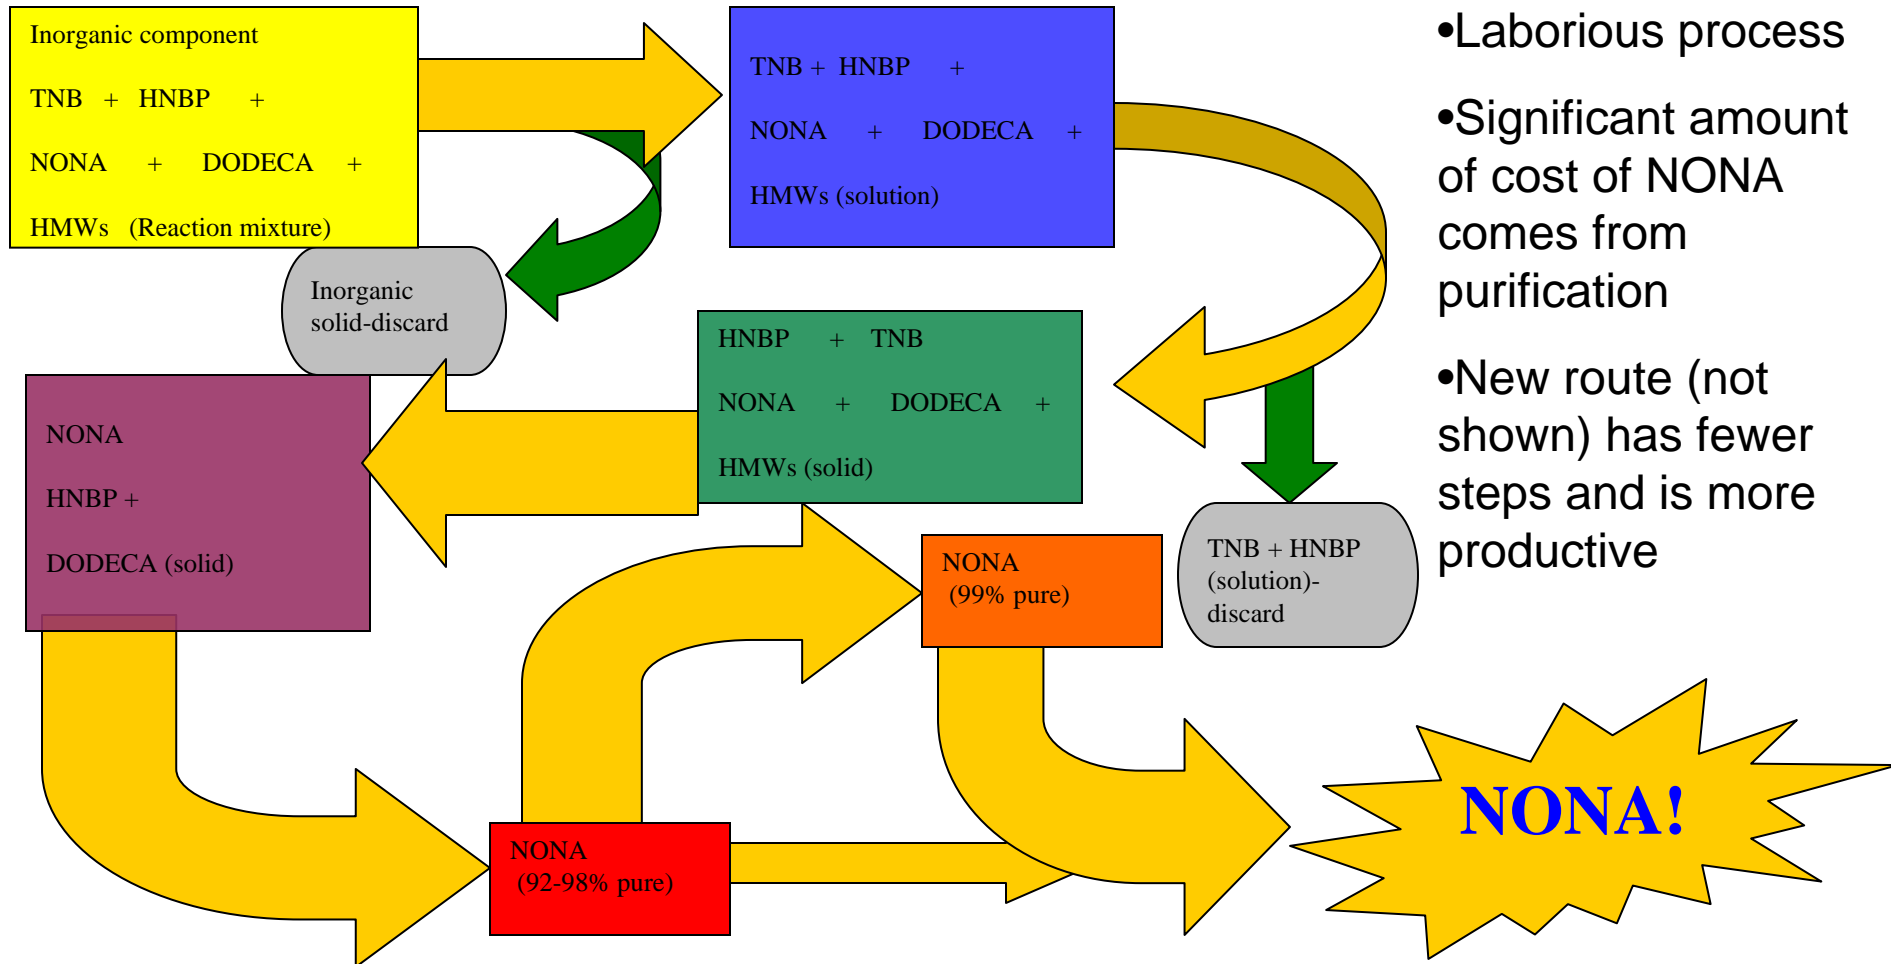 Inorganic component
TNB + HNBP +
NONA + DODECA +
HMWs (Reaction mixture)
TNB + HNBP +
NONA + DODECA +
HMWs (solution)
Inorganic
solid-discard
HNBP + TNB
NONA + DODECA +
HMWs (solid)
NONA
HNBP +
DODECA (solid)
TNB + HNBP
(solution)-
discard
NONA
(99% pure)
NONA
(92-98% pure)
NONA!
•Laborious process
•Significant amount
of cost of NONA
comes from
purification
•New route (not
shown) has fewer
steps and is more
productive